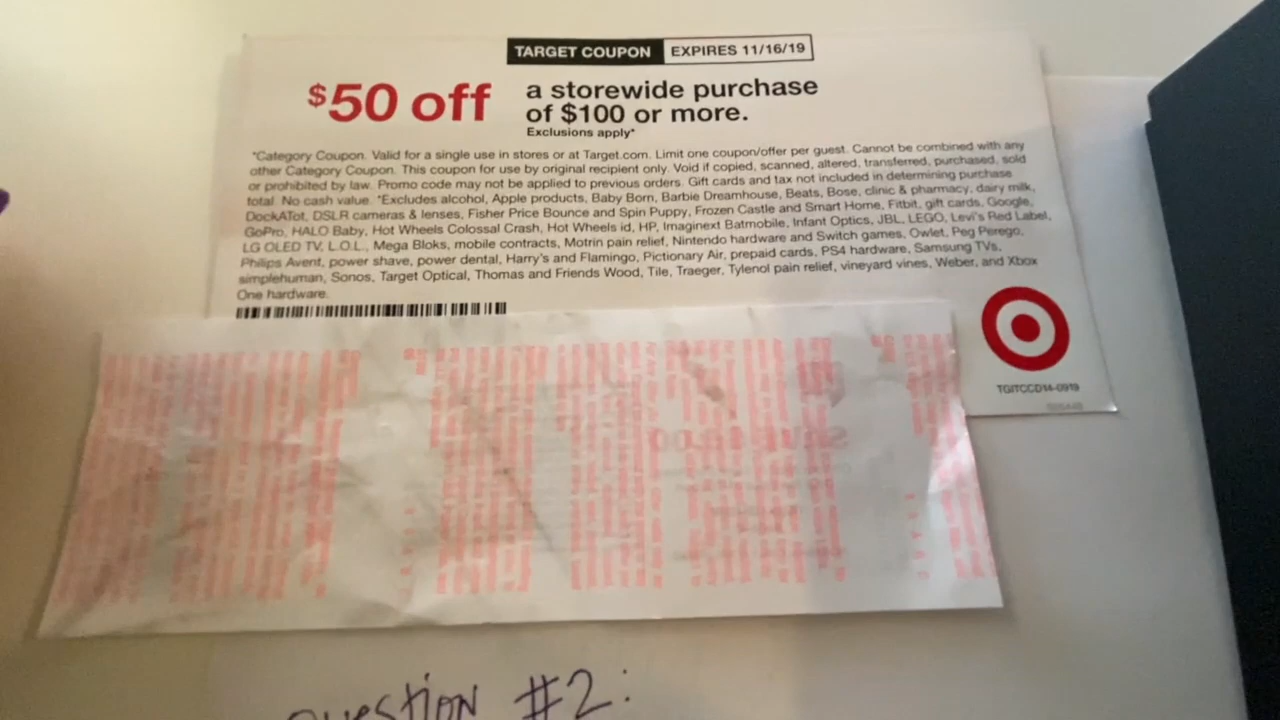 TARGET COUPON EXPIRES 11/16/19
$50 off a storewide purchase
of $100 or more.
Exclusions apply*
*Category Coupon. Valid for a single use in stores or at Target.com. Limit one coupon/offer per guest. Cannot be combined with any
other Category Coupon. This coupon for use by original recipient only. Void if copied, scanned, altered, transferred, purchased, sold
or prohibited by law. Promo code may not be applied to previous orders. Gift cards and tax not included in determining purchase
total. No cash value. *Excludes alcohol, Apple products, Baby Born, Barbie Dreamhouse, Beats, Bose, clinic & pharmacy, dairy milk,
DockATot, DSLR cameras & lenses, Fisher Price Bounce and Spin Puppy, Frozen Castle and Smart Home, Fitbit, gift cards, Google,
GoPro, HALO Baby, Hot Wheels Colossal Crash, Hot Wheels id, HP, Imaginext Batmobile, Infant Optics, JBL, LEGO, Levi's Red Label,
LG OLED TV, L.O.L., Mega Bloks, mobile contracts, Motrin pain relief, Nintendo hardware and Switch games, Owlet, Peg Perego,
Philips Avent, power shave, power dental, Harry's and Flamingo, Pictionary Air, prepaid cards, PS4 hardware, Samsung TVs,
simplehuman, Sonos, Target Optical, Thomas and Friends Wood, Tile, Traeger, Tylenol pain relief, vineyard vines, Weber, and Xbox
One hardware.
TGITCCD14-0919
Question #2: